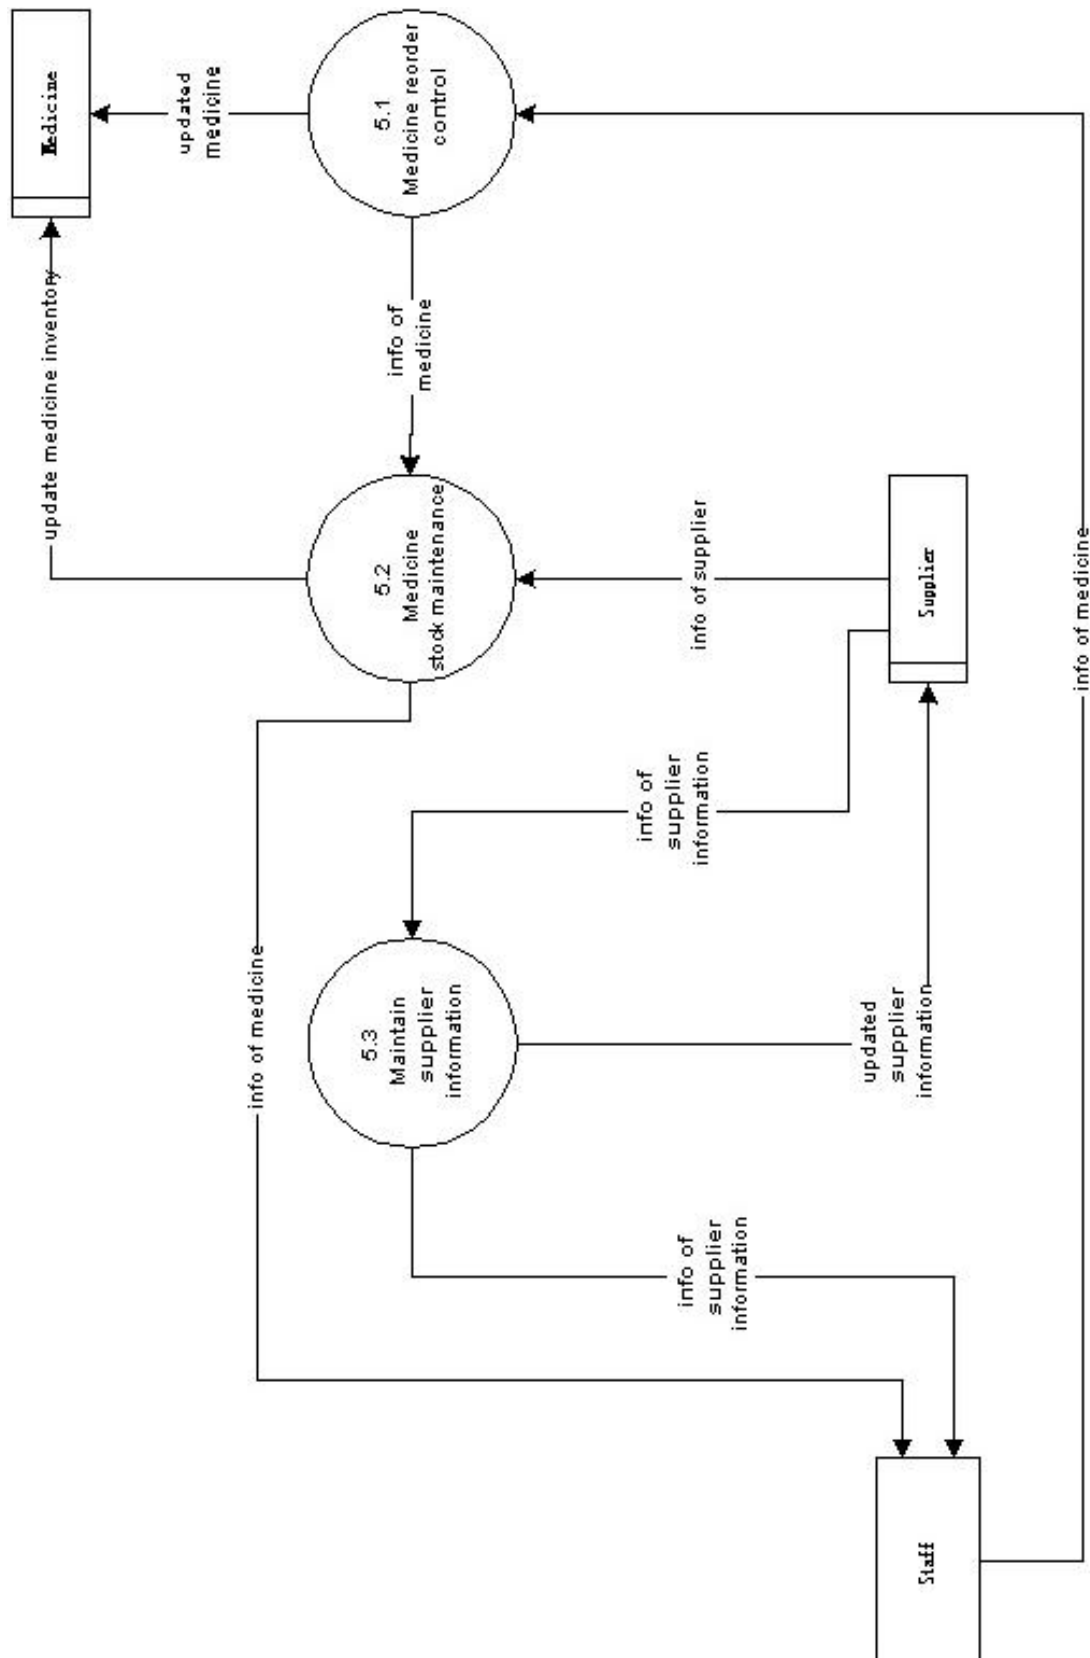 Medicine
updated
medicine
5.1
Medicine reorder
control
update medicine inventory
info of
medicine
5.2
Medicine
stock maintenance
info of supplier
Supplier
info of medicine
info of
supplier
information
info of medicine
5.3
Maintain
supplier
information
updated
supplier
information
info of
supplier
information
Staff